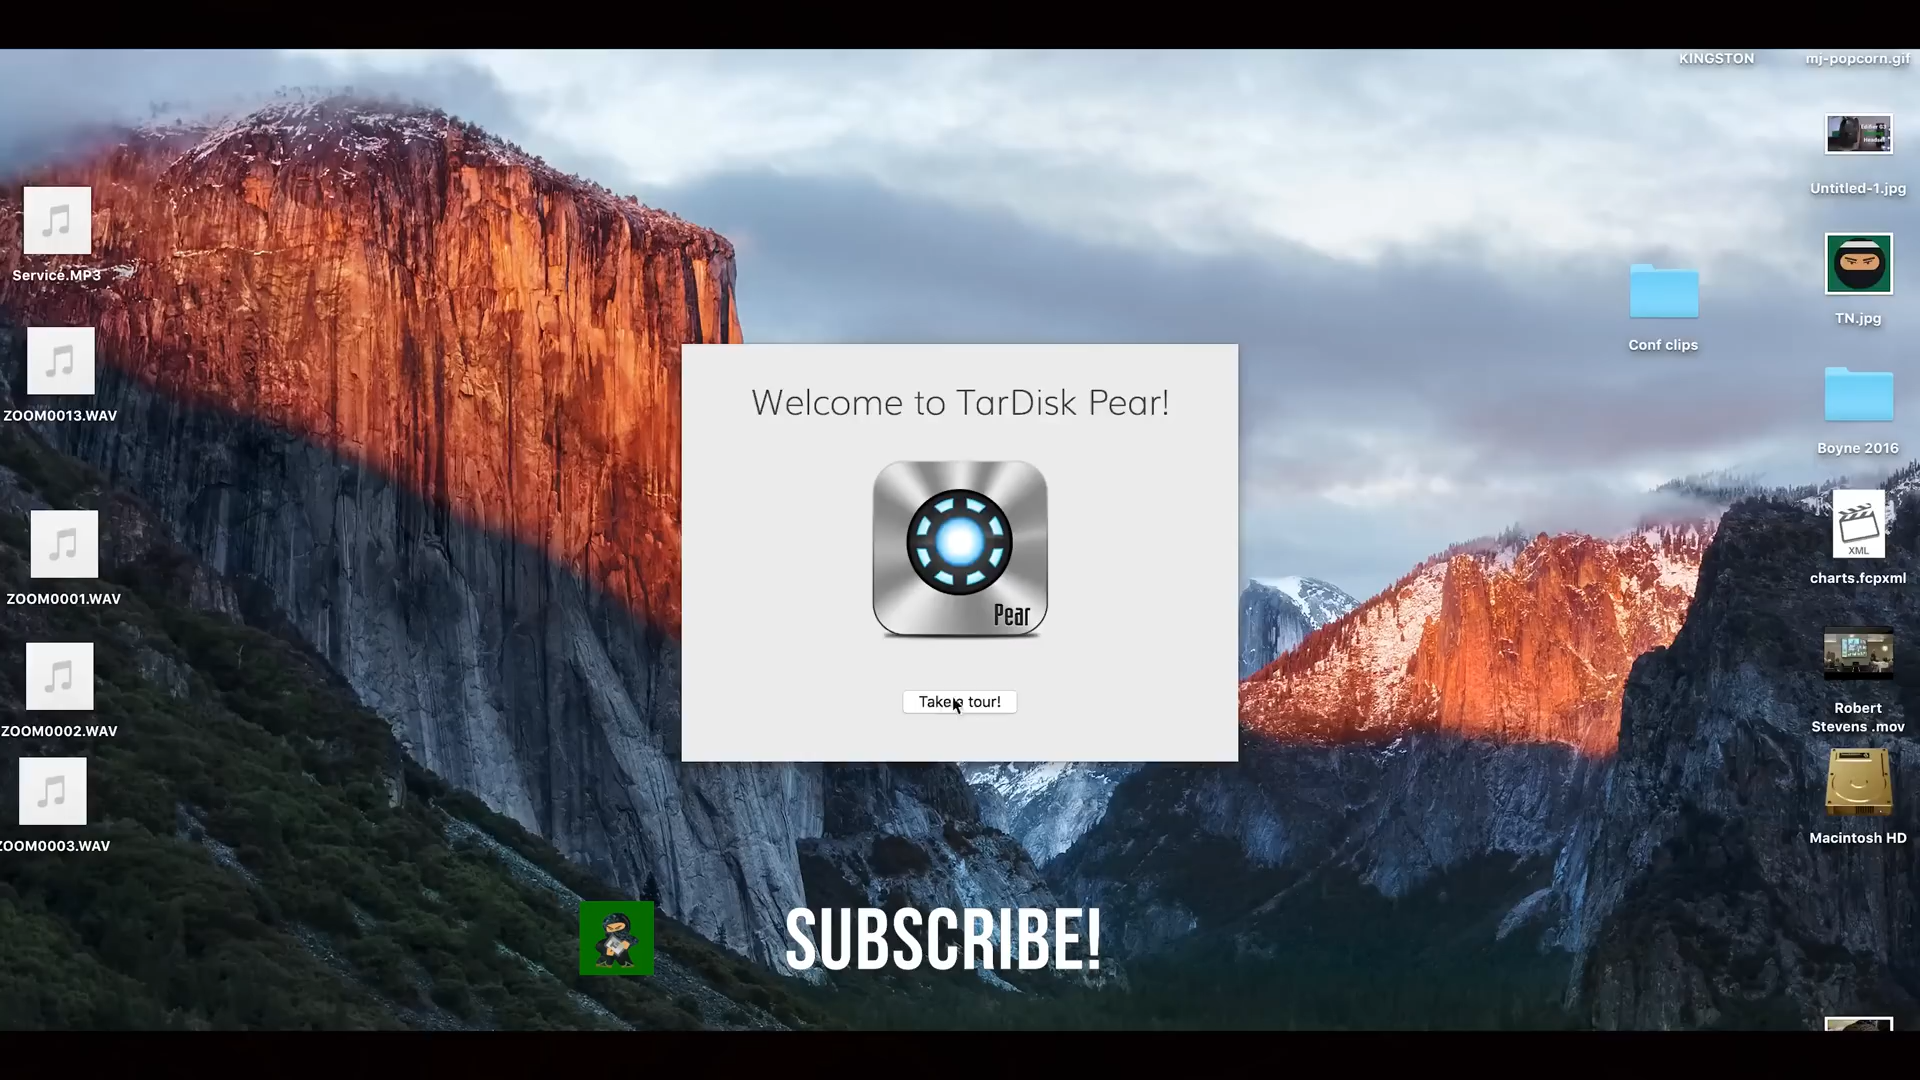 KINGSTON
mj-popcorn.gif
Untitled-1.jpg
Service.MP3
TN.jpg
Conf clips
Welcome to TarDisk Pear!
ZOOM0013.WAV
Boyne 2016
XML
charts.fcpxml
ZOOM0001.WAV
Pear
Take a tour!
Robert
Stevens .mov
ZOOM0002.WAV
Macintosh HD
ZOOM0003.WAV
SUBSCRIBE!